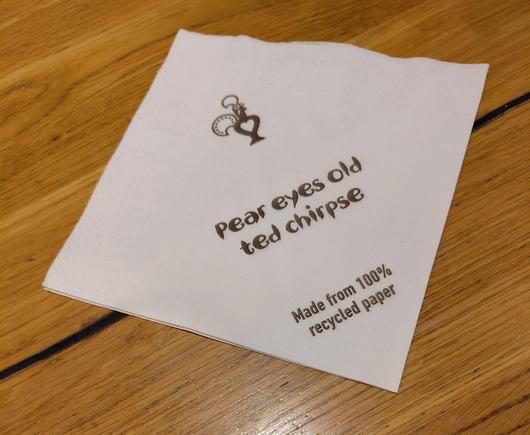 Pear eyes old
ted chirpse
Made from 100%
recycled paper